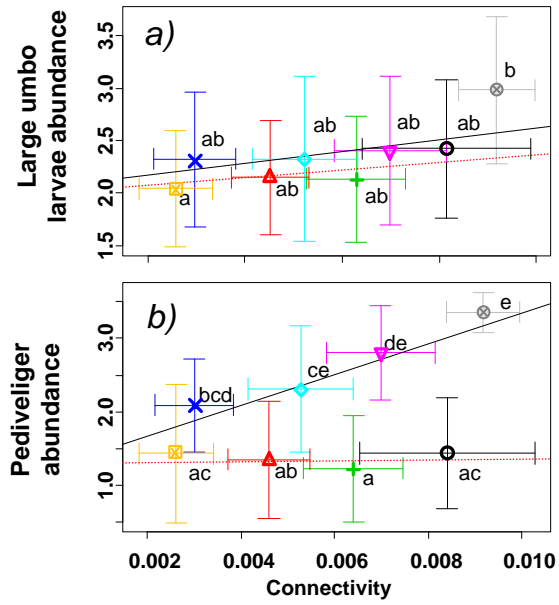 a)
Large umbo
larvae abundance
3.5
3.0
2.5
2.0
1.5
a
ab
ab
ab
ab
ab
ab
b
b)
Pediveliger
abundance
3.0
2.0
1.0
ac
bcd
ab
ce
a
de
ac
e
0.002 0.004 0.006 0.008 0.010
Connectivity